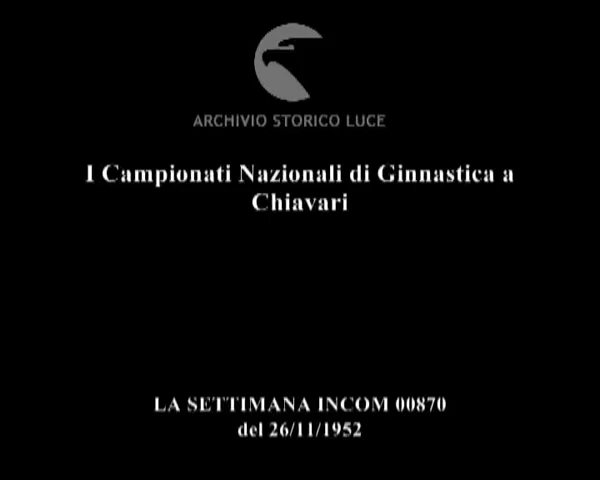 ARCHIVIO STORICO LUCE
I Campionati Nazionali di Ginnastica a
Chiavari
LA SETTIMANA INCOM 00870
del 26/11/1952